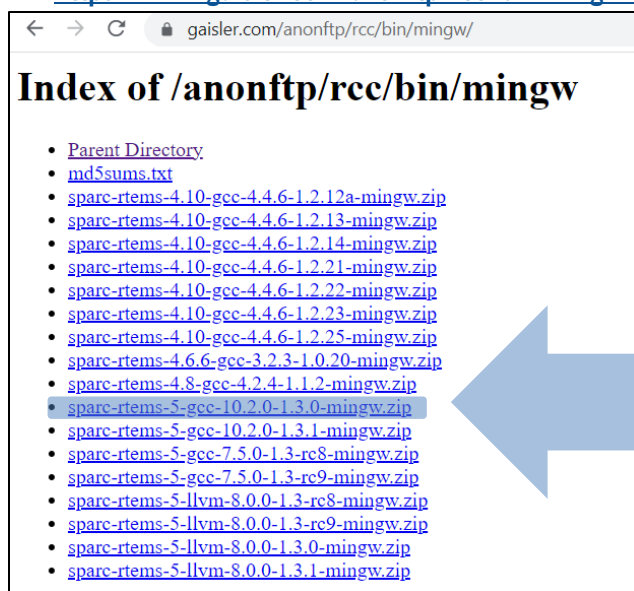 gaisler.com/anonftp/rcc/bin/mingw/
Index of /anonftp/rcc/bin/mingw
Parent Directory
md5sums.txt
sparc-rtems-4.10-gcc-4.4.6-1.2.12a-mingw.zip
sparc-rtems-4.10-gcc-4.4.6-1.2.13-mingw.zip
sparc-rtems-4.10-gcc-4.4.6-1.2.14-mingw.zip
sparc-rtems-4.10-gcc-4.4.6-1.2.21-mingw.zip
sparc-rtems-4.10-gcc-4.4.6-1.2.22-mingw.zip
sparc-rtems-4.10-gcc-4.4.6-1.2.23-mingw.zip
sparc-rtems-4.10-gcc-4.4.6-1.2.25-mingw.zip
sparc-rtems-4.6.6-gcc-3.2.3-1.0.20-mingw.zip
sparc-rtems-4.8-gcc-4.2.4-1.1.2-mingw.zip
sparc-rtems-5-gcc-10.2.0-1.3.0-mingw.zip
sparc-rtems-5-gcc-10.2.0-1.3.1-mingw.zip
sparc-rtems-5-gcc-7.5.0-1.3-rc8-mingw.zip
sparc-rtems-5-gcc-7.5.0-1.3-rc9-mingw.zip
sparc-rtems-5-llvm-8.0.0-1.3-rc8-mingw.zip
sparc-rtems-5-llvm-8.0.0-1.3-rc9-mingw.zip
sparc-rtems-5-llvm-8.0.0-1.3.0-mingw.zip
sparc-rtems-5-llvm-8.0.0-1.3.1-mingw.zip